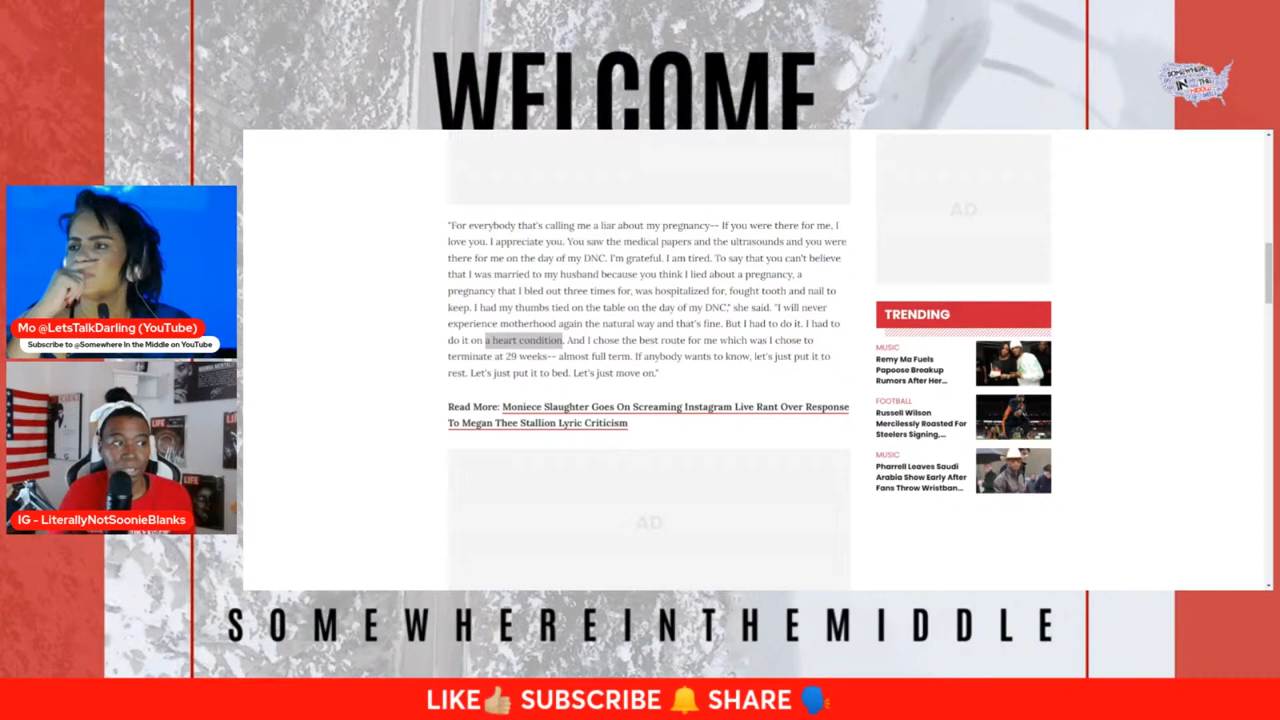 WELCOME
SOMEWHERE
IN THE
MIDDLE
AD
"For everybody that's calling me a liar about my pregnancy-- If you were there for me, I
love you. I appreciate you. You saw the medical papers and the ultrasounds and you were
there for me on the day of my DNC. I'm grateful. I am tired. To say that you can't believe
that I was married to my husband because you think I lied about a pregnancy, a
pregnancy that I bled out three times for, was hospitalized for, fought tooth and nail to
keep. I had my thumbs tied on the table on the day of my DNC," she said. "I will never
experience motherhood again the natural way and that's fine. But I had to do it. I had to
do it on a heart condition. And I chose the best route for me which was I chose to
terminate at 29 weeks-- almost full term. If anybody wants to know, let's just put it to
rest. Let's just put it to bed. Let's just move on."
Read More: Moniece Slaughter Goes On Screaming Instagram Live Rant Over Response
To Megan Thee Stallion Lyric Criticism
AD
TRENDING
MUSIC
Remy Ma Fuels
Papoose Breakup
Rumors After Her...
FOOTBALL
Russell Wilson
Mercilessly Roasted For
Steelers Signing,...
MUSIC
Pharrell Leaves Saudi
Arabia Show Early After
Fans Throw Wristban...
Mo @LetsTalkDarling (YouTube)
Subscribe to @Somewhere In the Middle on YouTube
LIFE
LIFE
LIFE
IG - LiterallyNotSoonieBlanks
SOMEWHEREINTHEMIDDLE
LIKE👍🏼 SUBSCRIBE 🔔 SHARE 🗣️